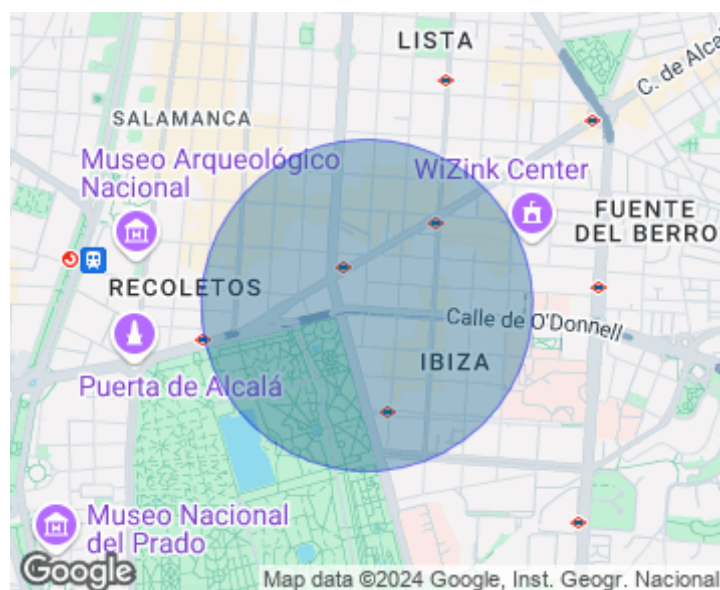 LISTA
C. de Alcal
SALAMANCA
Museo Arqueológico
Nacional
WiZink Center
FUENTE
DEL BERRO
RECOLETOS
Calle de O'Donnell
IBIZA
Puerta de Alcalá
Museo Nacional
del Prado
Google
Map data ©2024 Google, Inst. Geogr. Nacional